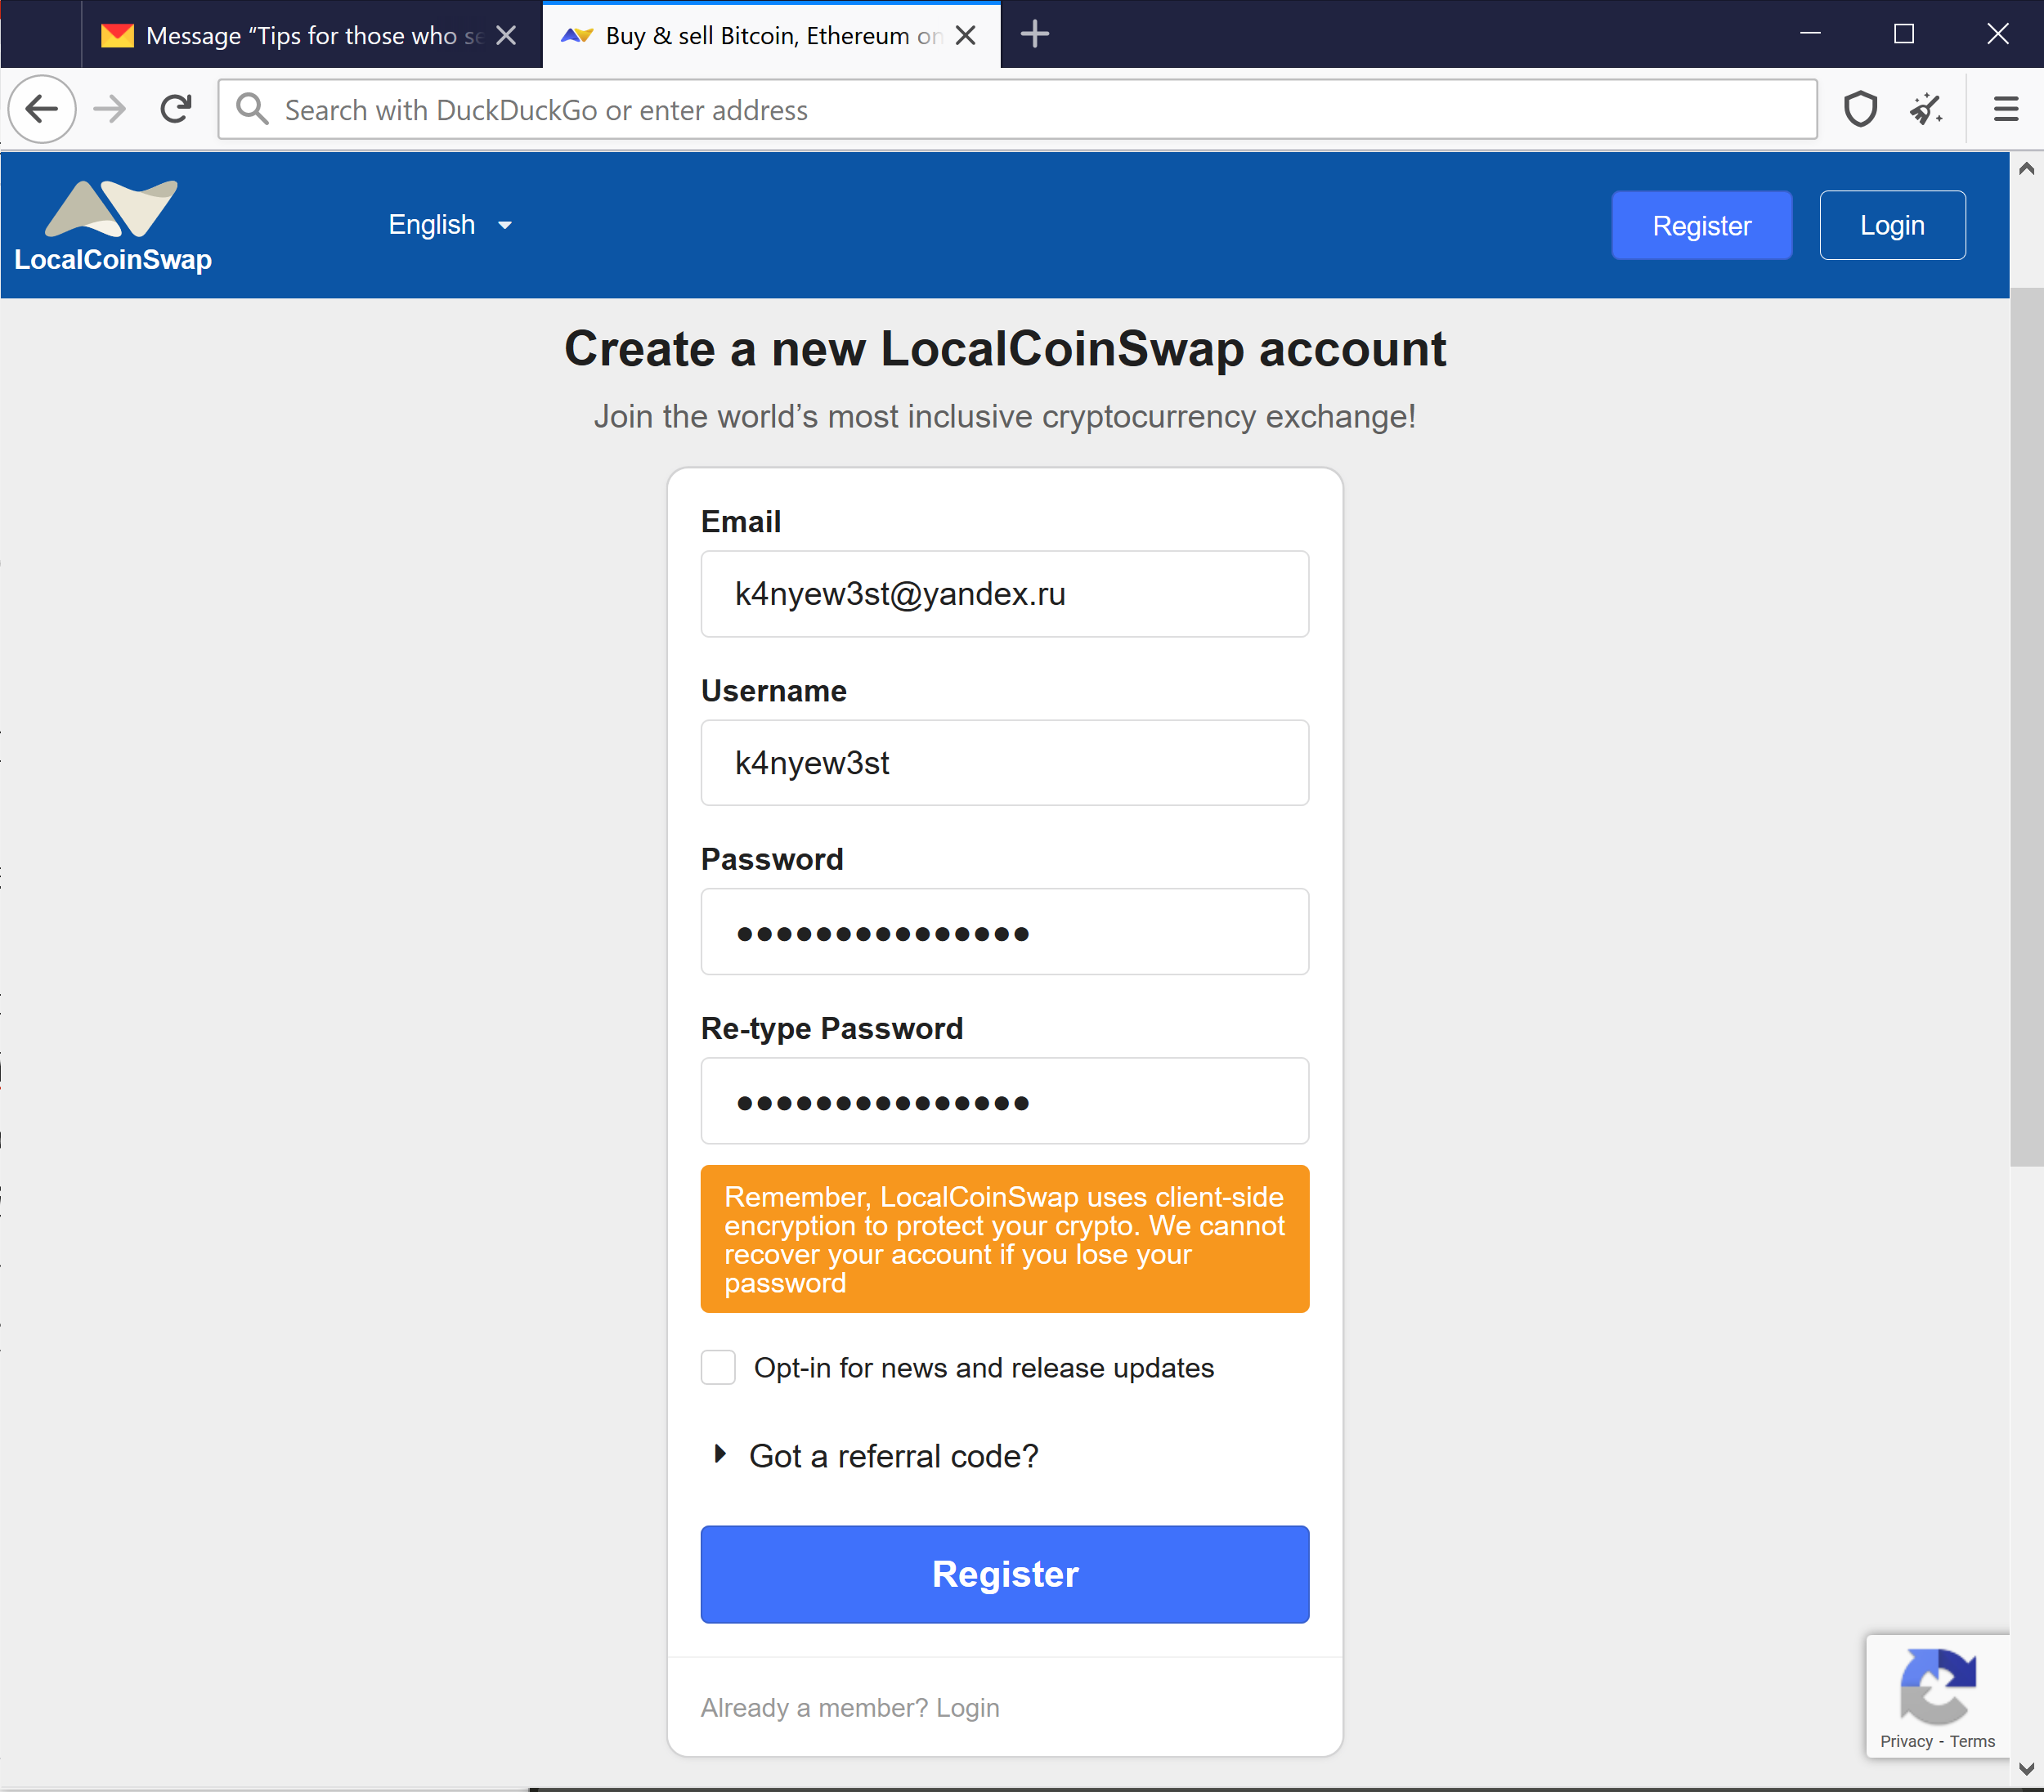 Message “Tips for those who se
Buy & sell Bitcoin, Ethereum on
Search with DuckDuckGo or enter address
LocalCoinSwap
English
Register
Login
Create a new LocalCoinSwap account
Join the world’s most inclusive cryptocurrency exchange!
Email
k4nyew3st@yandex.ru
Username
k4nyew3st
Password
Re-type Password
Remember, LocalCoinSwap uses client-side
encryption to protect your crypto. We cannot
recover your account if you lose your
password
Opt-in for news and release updates
Got a referral code?
Register
Already a member? Login
Privacy - Terms